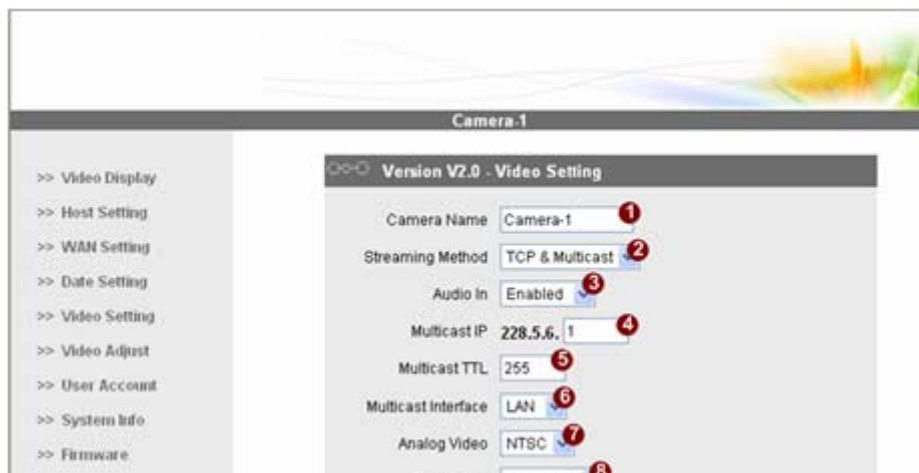 Camera-1
>> Video Display
>> Host Setting
>> WAN Setting
>> Date Setting
>> Video Setting
>> Video Adjust
>> User Account
>> System Info
>> Firmware
Version V2.0 - Video Setting
Camera Name Camera-1 1
Streaming Method TCP & Multicast 2
Audio In Enabled 3
Multicast IP 228.5.6. 1 4
Multicast TTL 255 5
Multicast Interface LAN 6
Analog Video NTSC 7
8